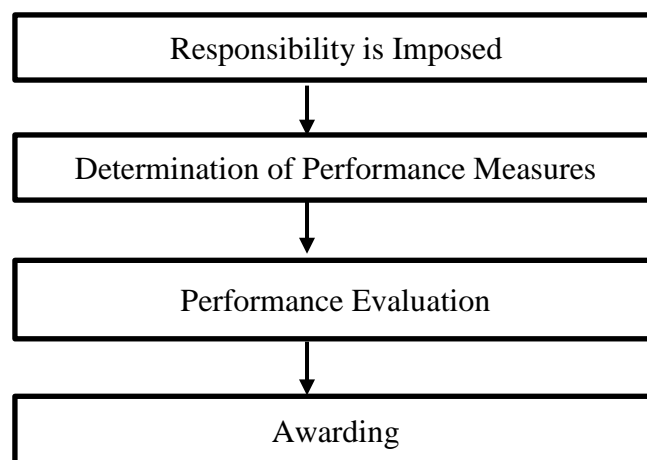 Responsibility is Imposed
Determination of Performance Measures
Performance Evaluation
Awarding